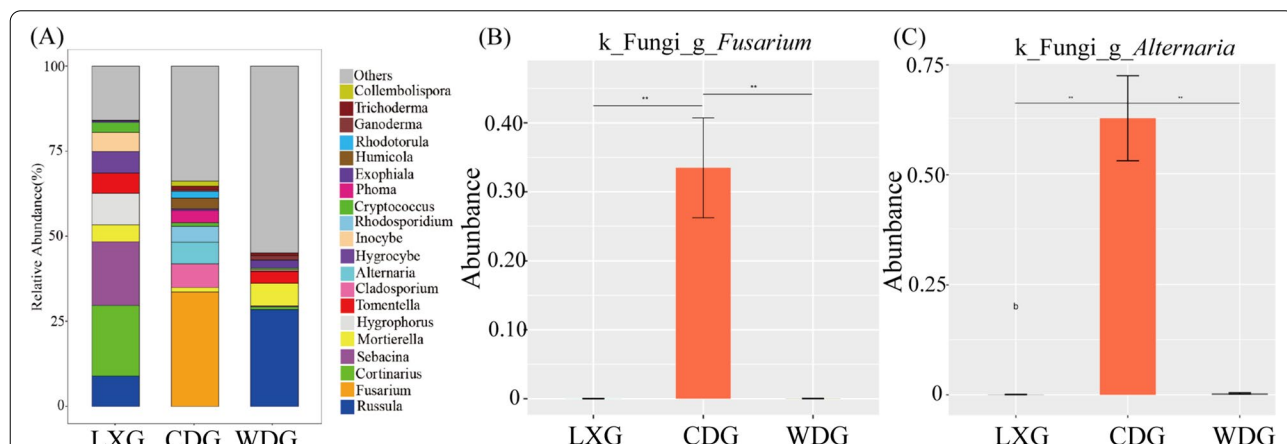 (A)
Relative Abundance(%)
100
75
50
25
0
LXG CDG WDG
Others
Collembolispora
Trichoderma
Ganoderma
Rhodotorula
Humicola
Exophiala
Phoma
Cryptococcus
Rhodosporidium
Inocybe
Hygrocybe
Alternaria
Cladosporium
Tomentella
Hygrophorus
Mortierella
Sebacina
Cortinarius
Fusarium
Russula
(B)
k_Fungi_g_Fusarium
Abunbance
0.40
0.30
0.20
0.10
0
**
**
LXG CDG WDG
(C)
k_Fungi_g_Alternaria
Abunbance
0.75
0.50
0.25
0
**
**
b
LXG CDG WDG